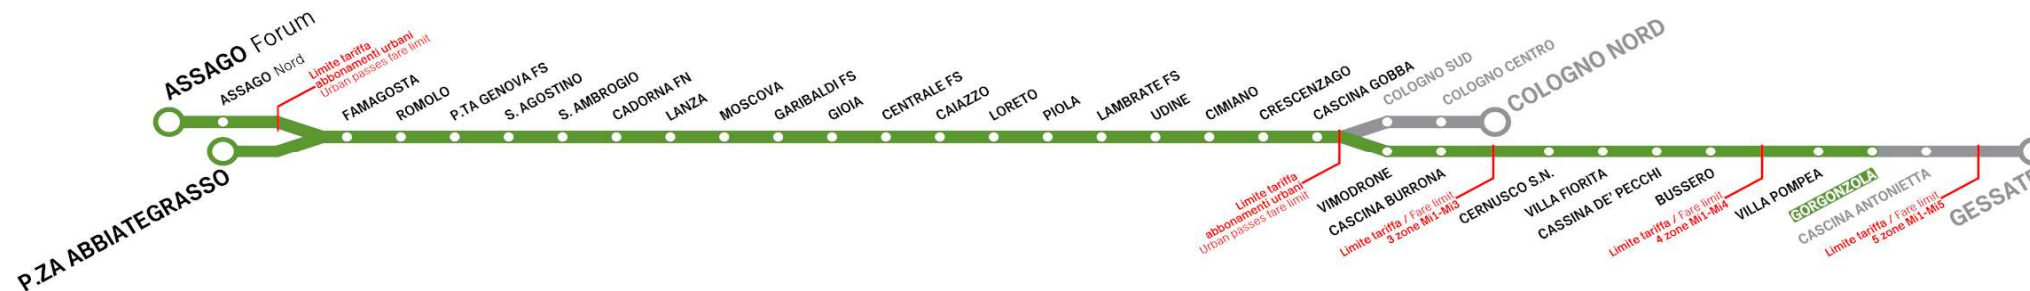 ASSAGO Forum
ASSAGO Nord
Limite tariffa
abbonamenti urbani
Urban passes fare limit
P.ZA ABBIATEGRASSO
FAMAGOSTA
ROMOLO
P.TA GENOVA FS
S. AGOSTINO
S. AMBROGIO
CADORNA FN
LANZA
MOSCOVA
GARIBALDI FS
GIOIA
CENTRALE FS
CAIAZZO
LORETO
PIOLA
LAMBRATE FS
UDINE
CIMIANO
CRESCENZAGO
CASCINA GOBBA
COLOGNO SUD
COLOGNO CENTRO
COLOGNO NORD
Limite tariffa
abbonamenti urbani
Urban passes fare limit
VIMODRONE
CASCINA BURRONA
Limite tariffa / Fare limit
3 zone Mi1-Mi3
CERNUSCO S.N.
VILLA FIORITA
CASSINA DE' PECCHI
BUSSERO
Limite tariffa / Fare limit
4 zone Mi1-Mi4
VILLA POMPEA
GORGONZOLA
CASCINA ANTONIETTA
Limite tariffa / Fare limit
5 zone Mi1-Mi5
GESSATE